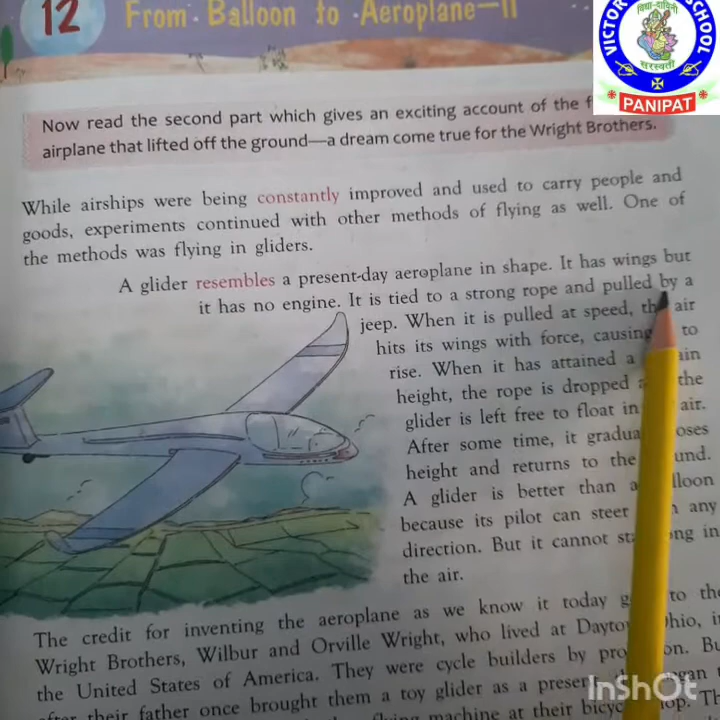 12 From Balloon to Aeroplane—II
VICTOR SCHOOL
विद्या-दायिनी
सरस्वती
PANIPAT
Now read the second part which gives an exciting account of the
airplane that lifted off the ground—a dream come true for the Wright Brothers.
While airships were being constantly improved and used to carry people and
goods, experiments continued with other methods of flying as well. One of
the methods was flying in gliders.
A glider resembles a present-day aeroplane in shape. It has wings but
it has no engine. It is tied to a strong rope and pulled by a
jeep. When it is pulled at speed, the air
hits its wings with force, causing to
rise. When it has attained a
height, the rope is dropped the
glider is left free to float in air.
After some time, it
height and returns to the
A glider is better than a
because its pilot can steer any
direction. But it cannot in
the air.
The credit for inventing the aeroplane as we know it today to the
Wright Brothers, Wilbur and Orville Wright, who lived at
the United States of America. They were cycle builders by
their father once brought them a toy glider as a
machine at their
InShOt